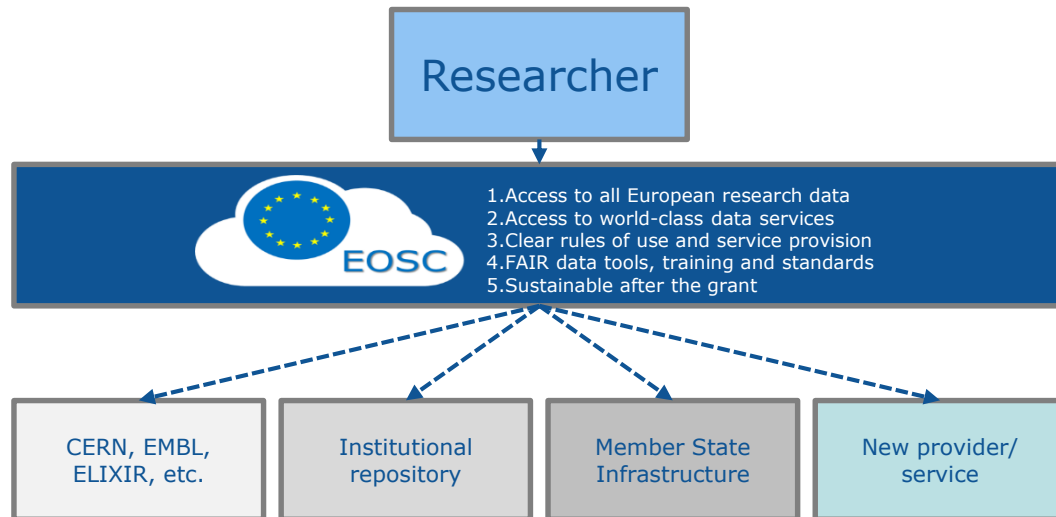 Researcher
EOSC
1.Access to all European research data
2.Access to world-class data services
3.Clear rules of use and service provision
4.FAIR data tools, training and standards
5.Sustainable after the grant
CERN, EMBL,
ELIXIR, etc.
Institutional
repository
Member State
Infrastructure
New provider/
service